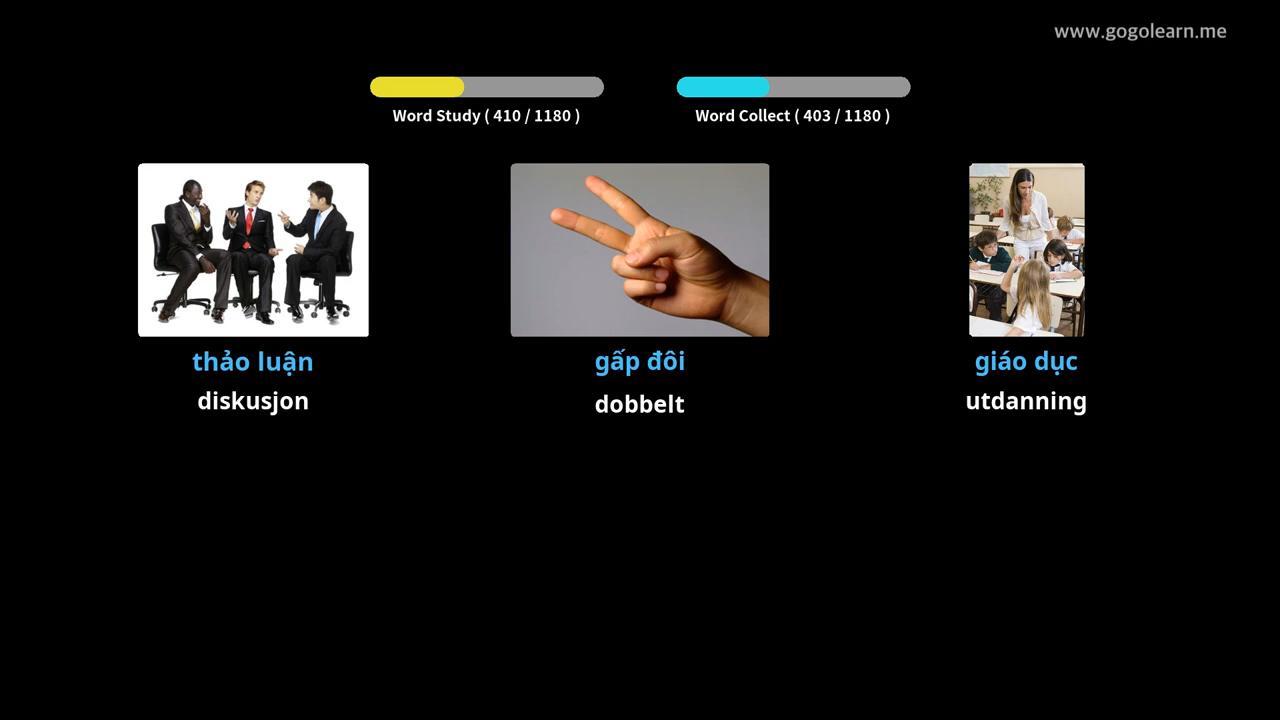 www.gogolearn.me
Word Study ( 410 / 1180 )
Word Collect ( 403 / 1180 )
thảo luận
diskusjon
gấp đôi
dobbelt
giáo dục
utdanning